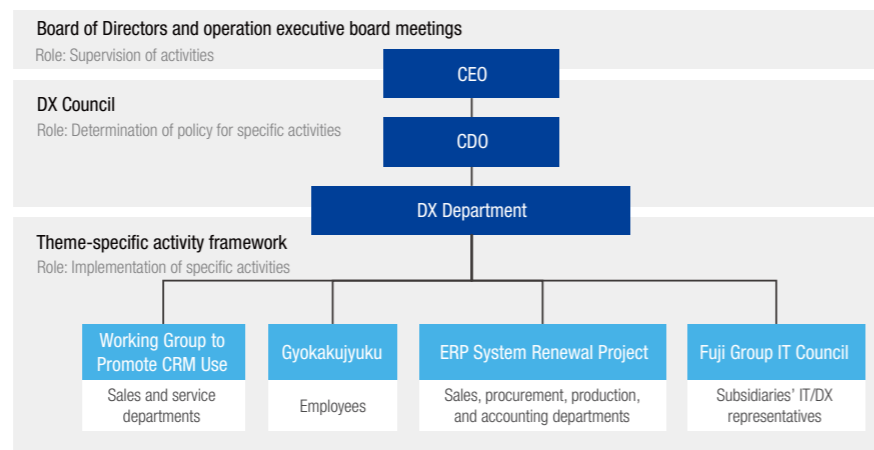 Board of Directors and operation executive board meetings
Role: Supervision of activities
CEO
DX Council
Role: Determination of policy for specific activities
CDO
DX Department
Theme-specific activity framework
Role: Implementation of specific activities
Working Group to
Promote CRM Use
Sales and service
departments
Gyokakujyuku
Employees
ERP System Renewal Project
Sales, procurement, production,
and accounting departments
Fuji Group IT Council
Subsidiaries' IT/DX
representatives